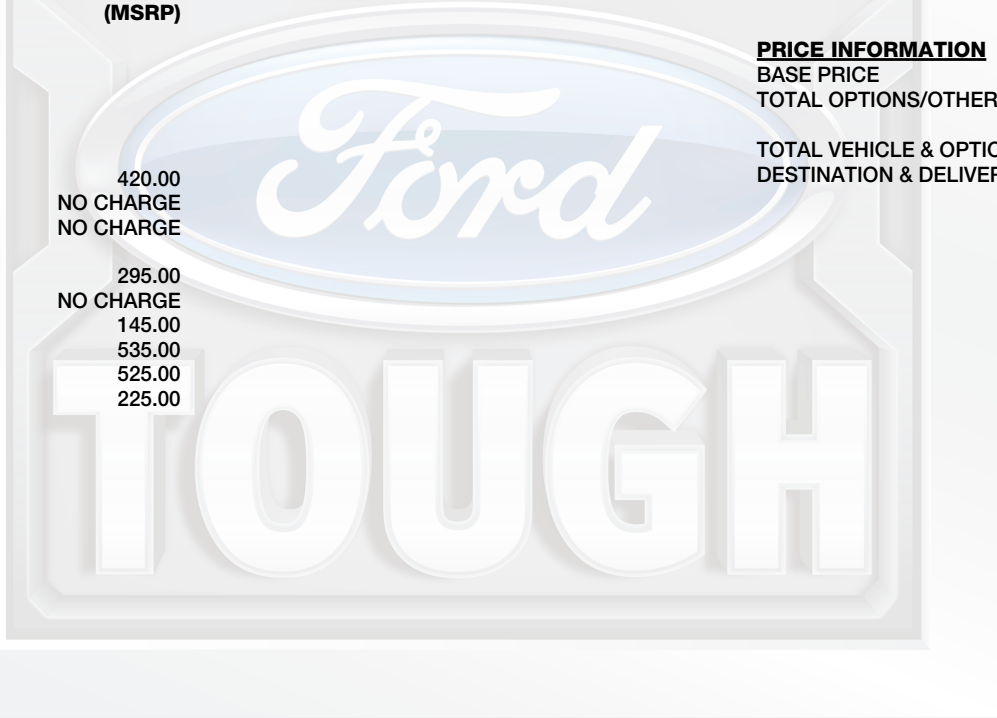 (MSRP)
420.00
NO CHARGE
NO CHARGE
295.00
NO CHARGE
145.00
535.00
525.00
225.00
PRICE INFORMATION
BASE PRICE
TOTAL OPTIONS/OTHER
TOTAL VEHICLE & OPTIO
DESTINATION & DELIVER
Ford
TOUGH